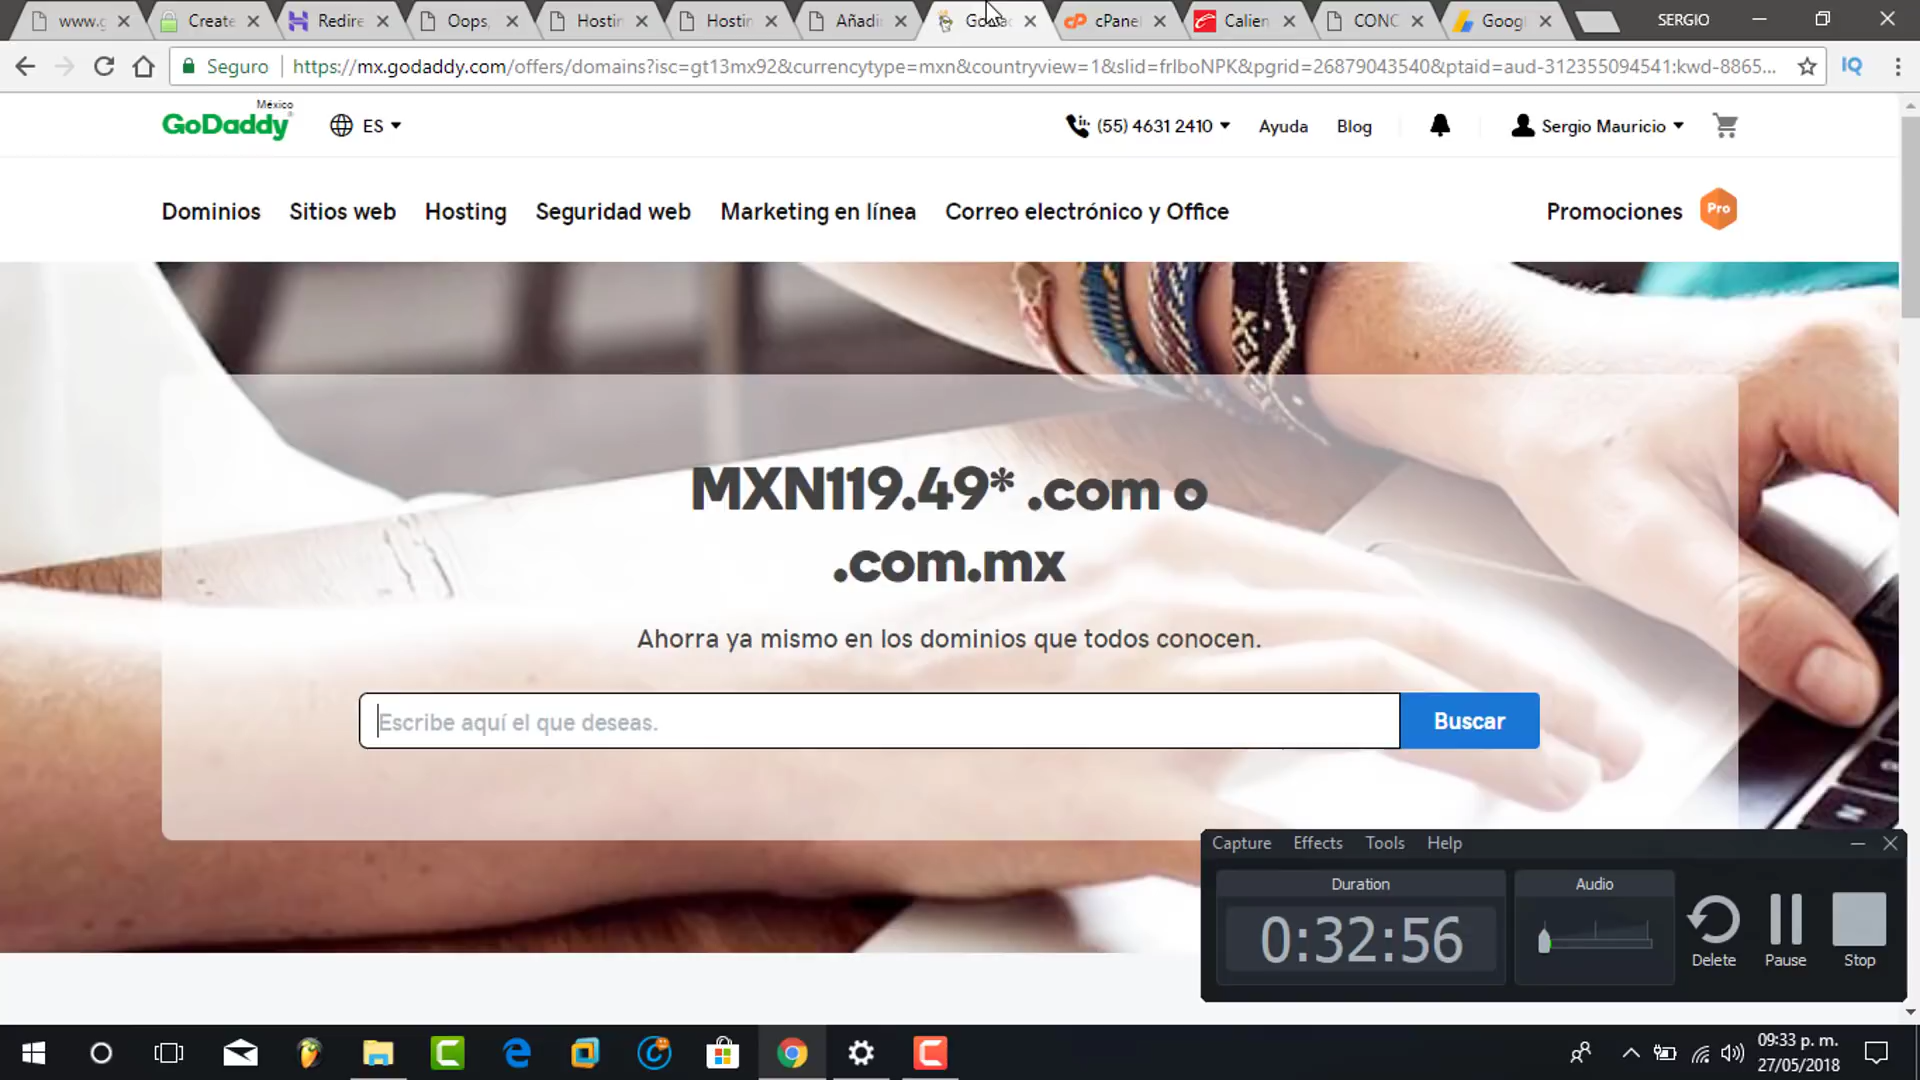 www.g
Create
Redire
Oops,
Hostin
Hostin
Añadi
GoDa
cPanel
Calien
CONC
Googl
SERGIO
Seguro
https://mx.godaddy.com/offers/domains?isc=gt13mx92&currencytype=mxn&countryview=1&slid=frlboNPK&pgrid=26879043540&ptaid=aud-312355094541:kwd-8865...
IQ
GoDaddy
México
ES
(55) 4631 2410
Ayuda
Blog
Sergio Mauricio
Dominios
Sitios web
Hosting
Seguridad web
Marketing en línea
Correo electrónico y Office
Promociones
Pro
MXN119.49* .com o
.com.mx
Ahorra ya mismo en los dominios que todos conocen.
Escribe aquí el que deseas.
Buscar
Capture
Effects
Tools
Help
Duration
0:32:56
Audio
Delete
Pause
Stop
09:33 p. m.
27/05/2018